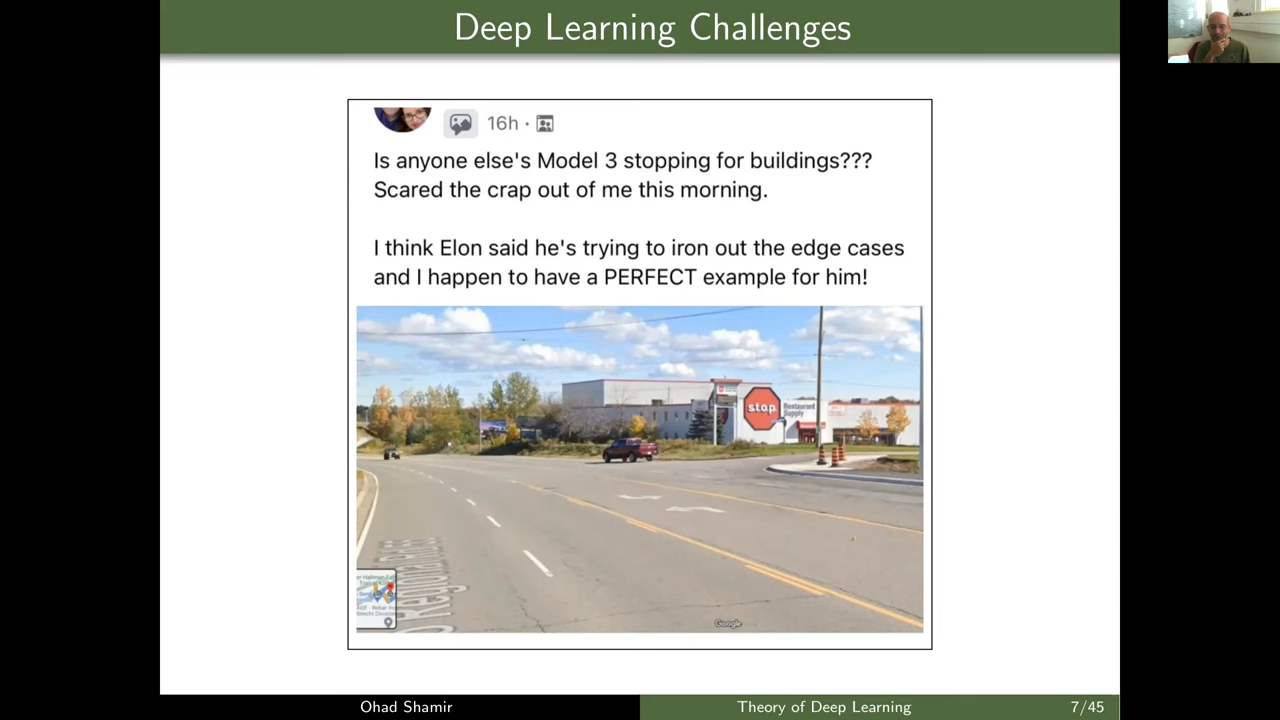 Deep Learning Challenges
16h ·
Is anyone else's Model 3 stopping for buildings???
Scared the crap out of me this morning.
I think Elon said he's trying to iron out the edge cases
and I happen to have a PERFECT example for him!
stop
Restaurant
Supply
Regional Rd
Google
Ohad Shamir
Theory of Deep Learning
7/45